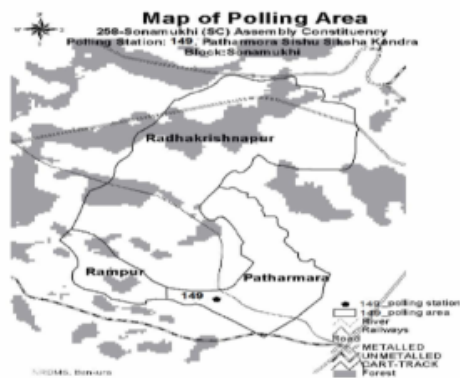 Map of Polling Area
258-Sonamukhi (SC) Assembly Constituency
Polling Station: 149, Patharmora Sishu Siksha Kendra
Block:Sonamukhi
Radhakrishnapur
Rampur
Patharmara
149
149_polling station
149_polling area
River
Railways
Road
METALLED
UNMETALLED
CART-TRACK
Forest